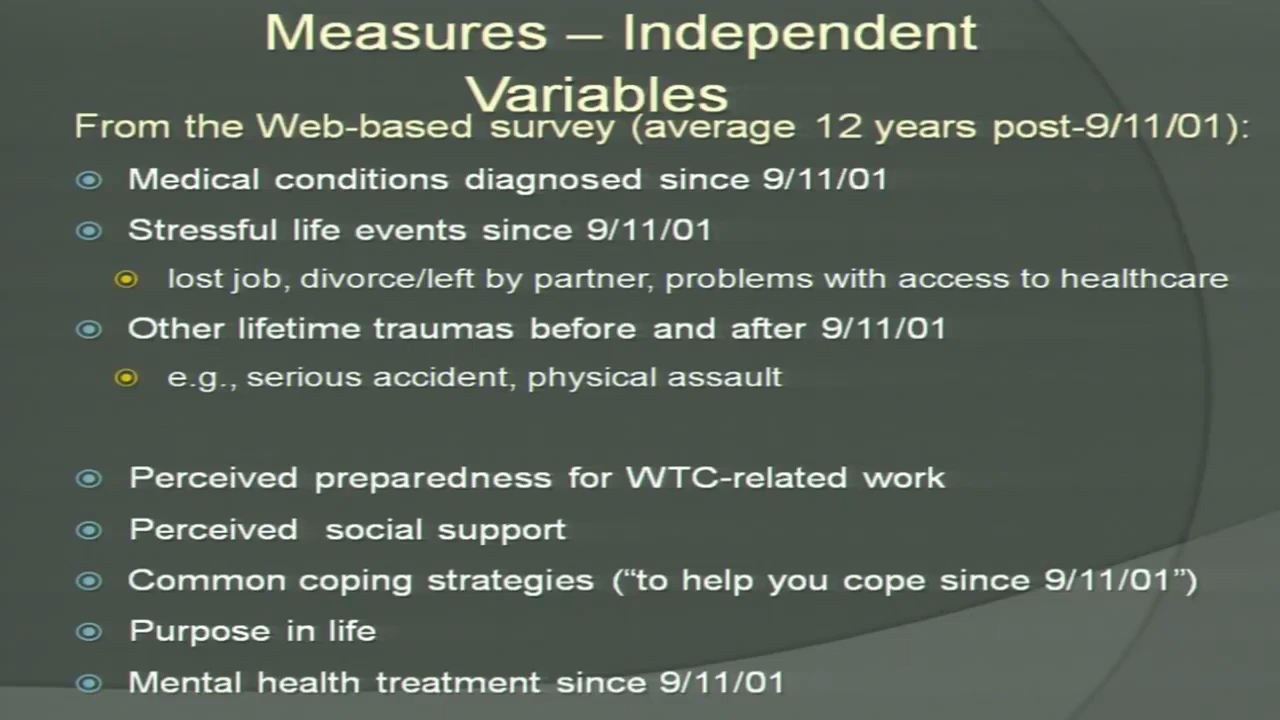 Measures – Independent
Variables
From the Web-based survey (average 12 years post-9/11/01):
Medical conditions diagnosed since 9/11/01
Stressful life events since 9/11/01
lost job, divorce/left by partner, problems with access to healthcare
Other lifetime traumas before and after 9/11/01
e.g., serious accident, physical assault
Perceived preparedness for WTC-related work
Perceived social support
Common coping strategies (“to help you cope since 9/11/01”)
Purpose in life
Mental health treatment since 9/11/01